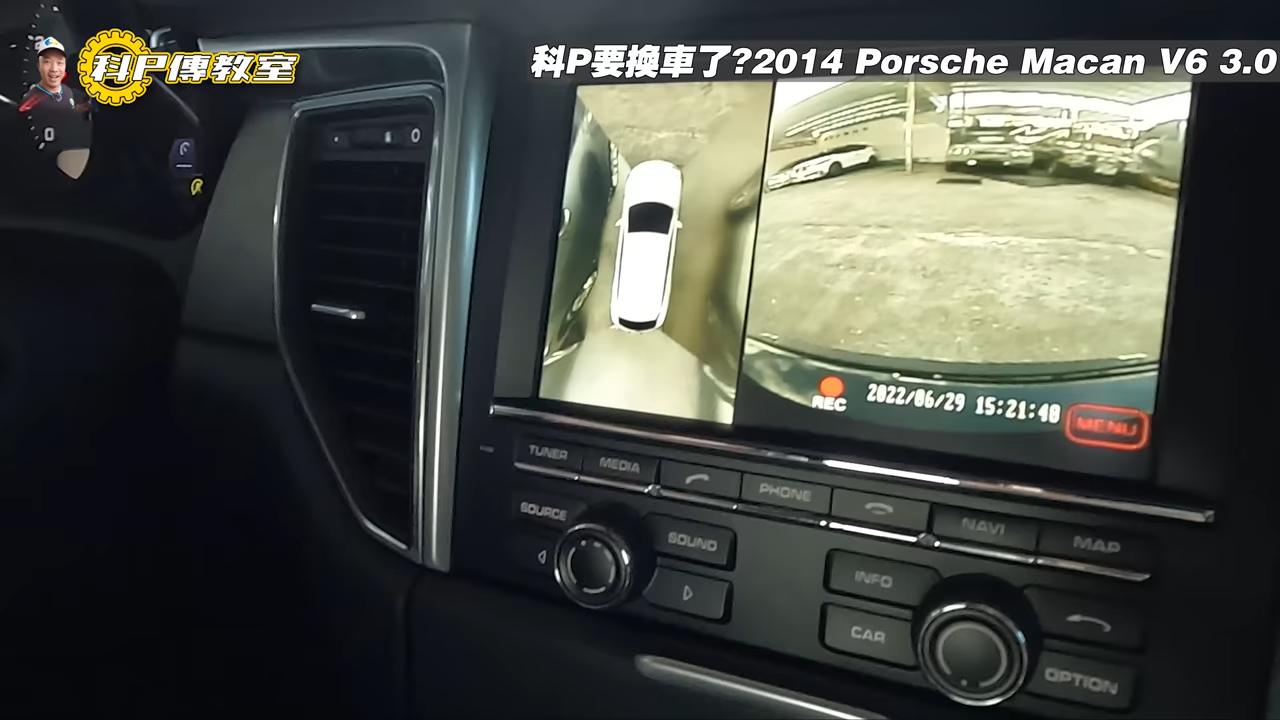 科P傳教室
科P要換車了?2014 Porsche Macan V6 3.0
0
REC
2022/06/29 15:21:48
MENU
TUNER
MEDIA
PHONE
NAVI
MAP
SOURCE
SOUND
INFO
CAR
OPTION